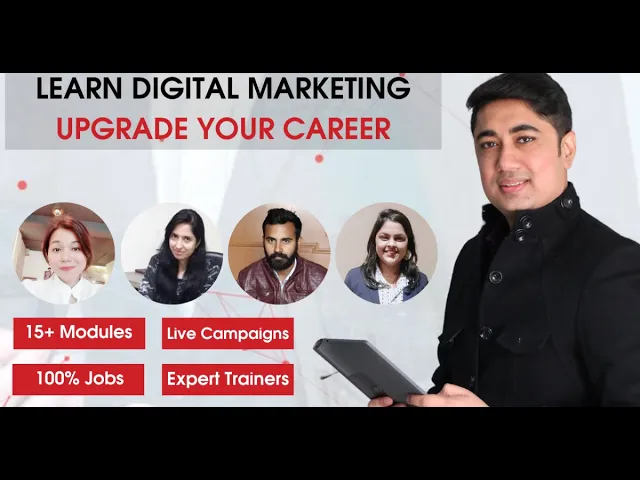 LEARN DIGITAL MARKETING
UPGRADE YOUR CAREER
15+ Modules
Live Campaigns
100% Jobs
Expert Trainers